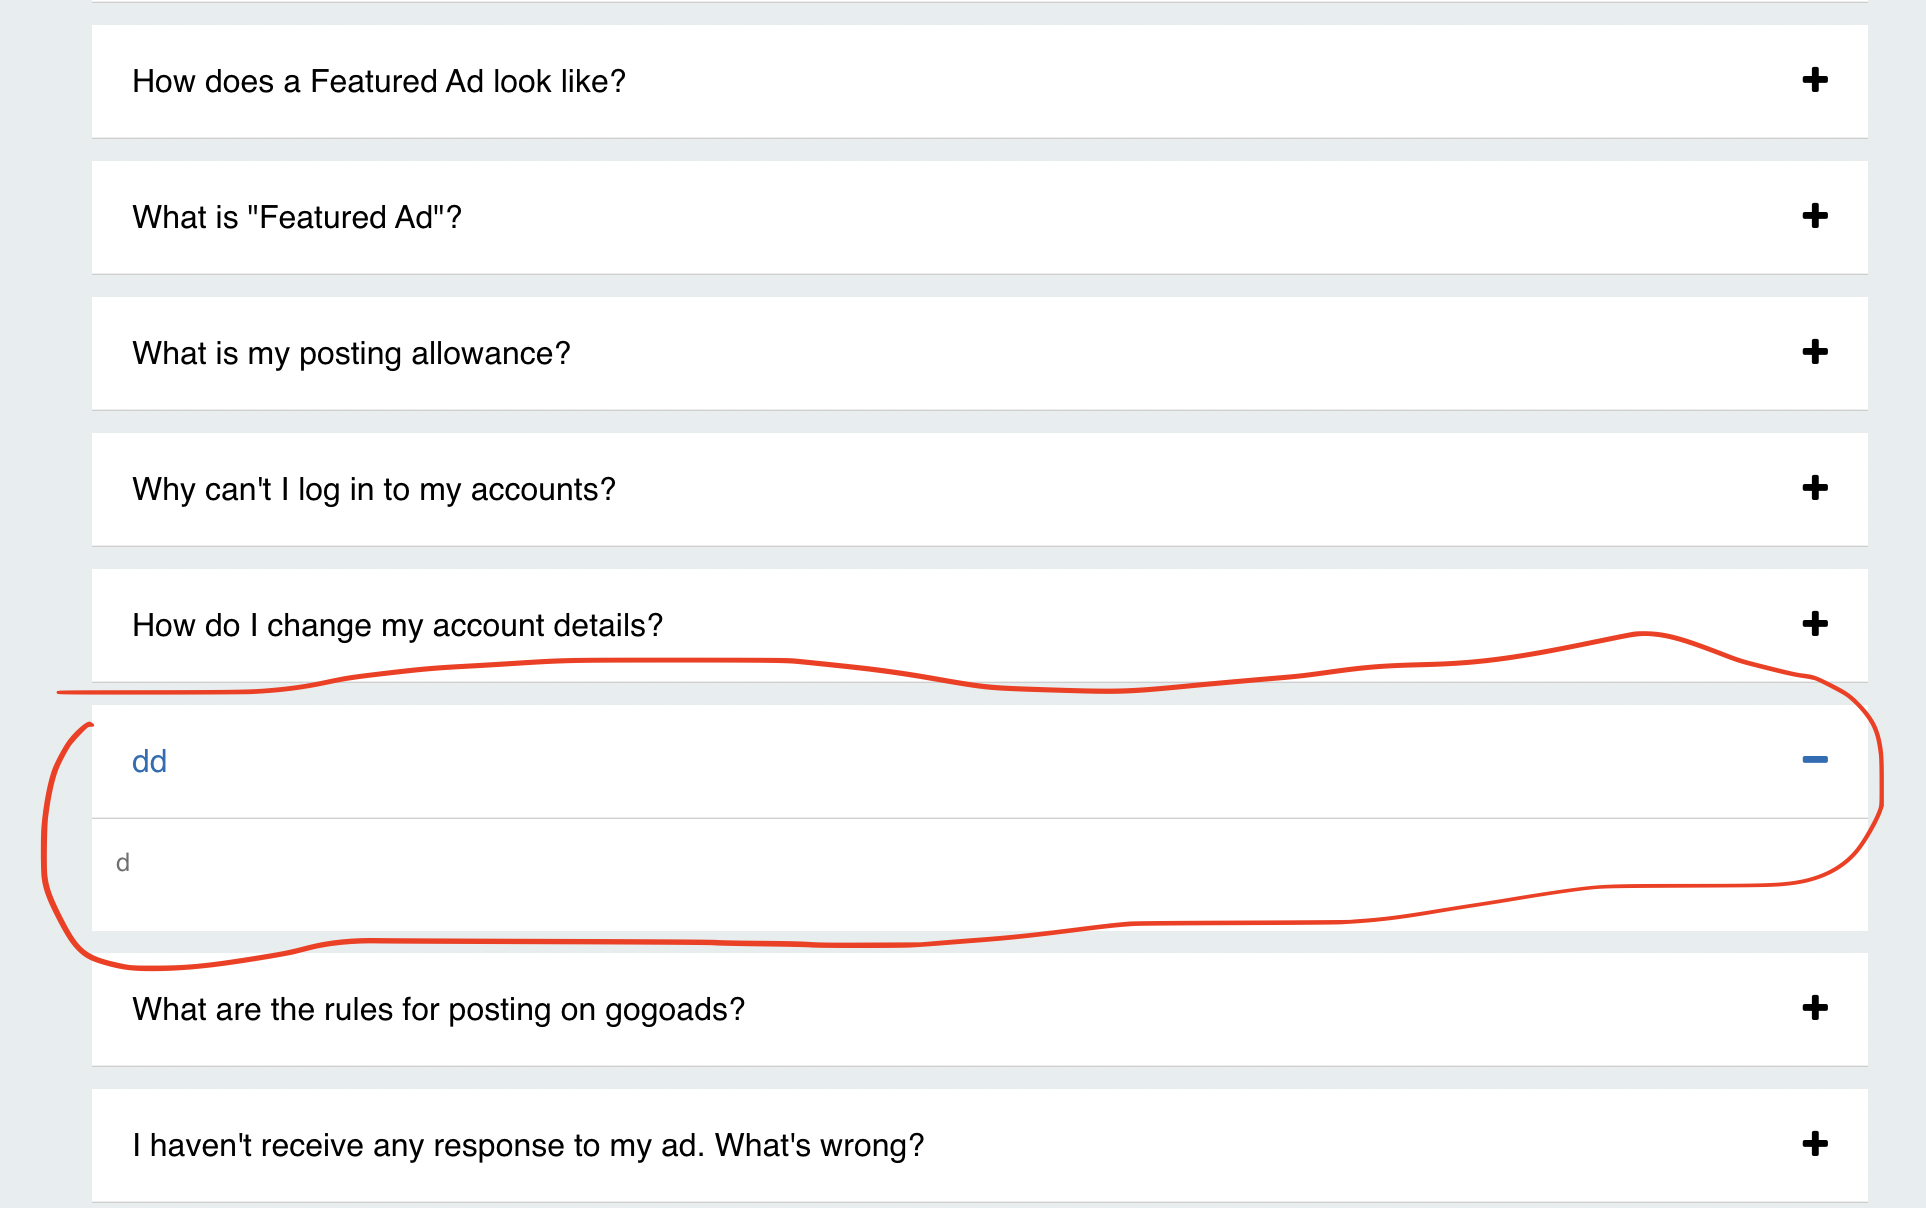 How does a Featured Ad look like?
What is "Featured Ad"?
What is my posting allowance?
Why can't I log in to my accounts?
How do I change my account details?
dd
d
What are the rules for posting on gogoads?
I haven't receive any response to my ad. What's wrong?